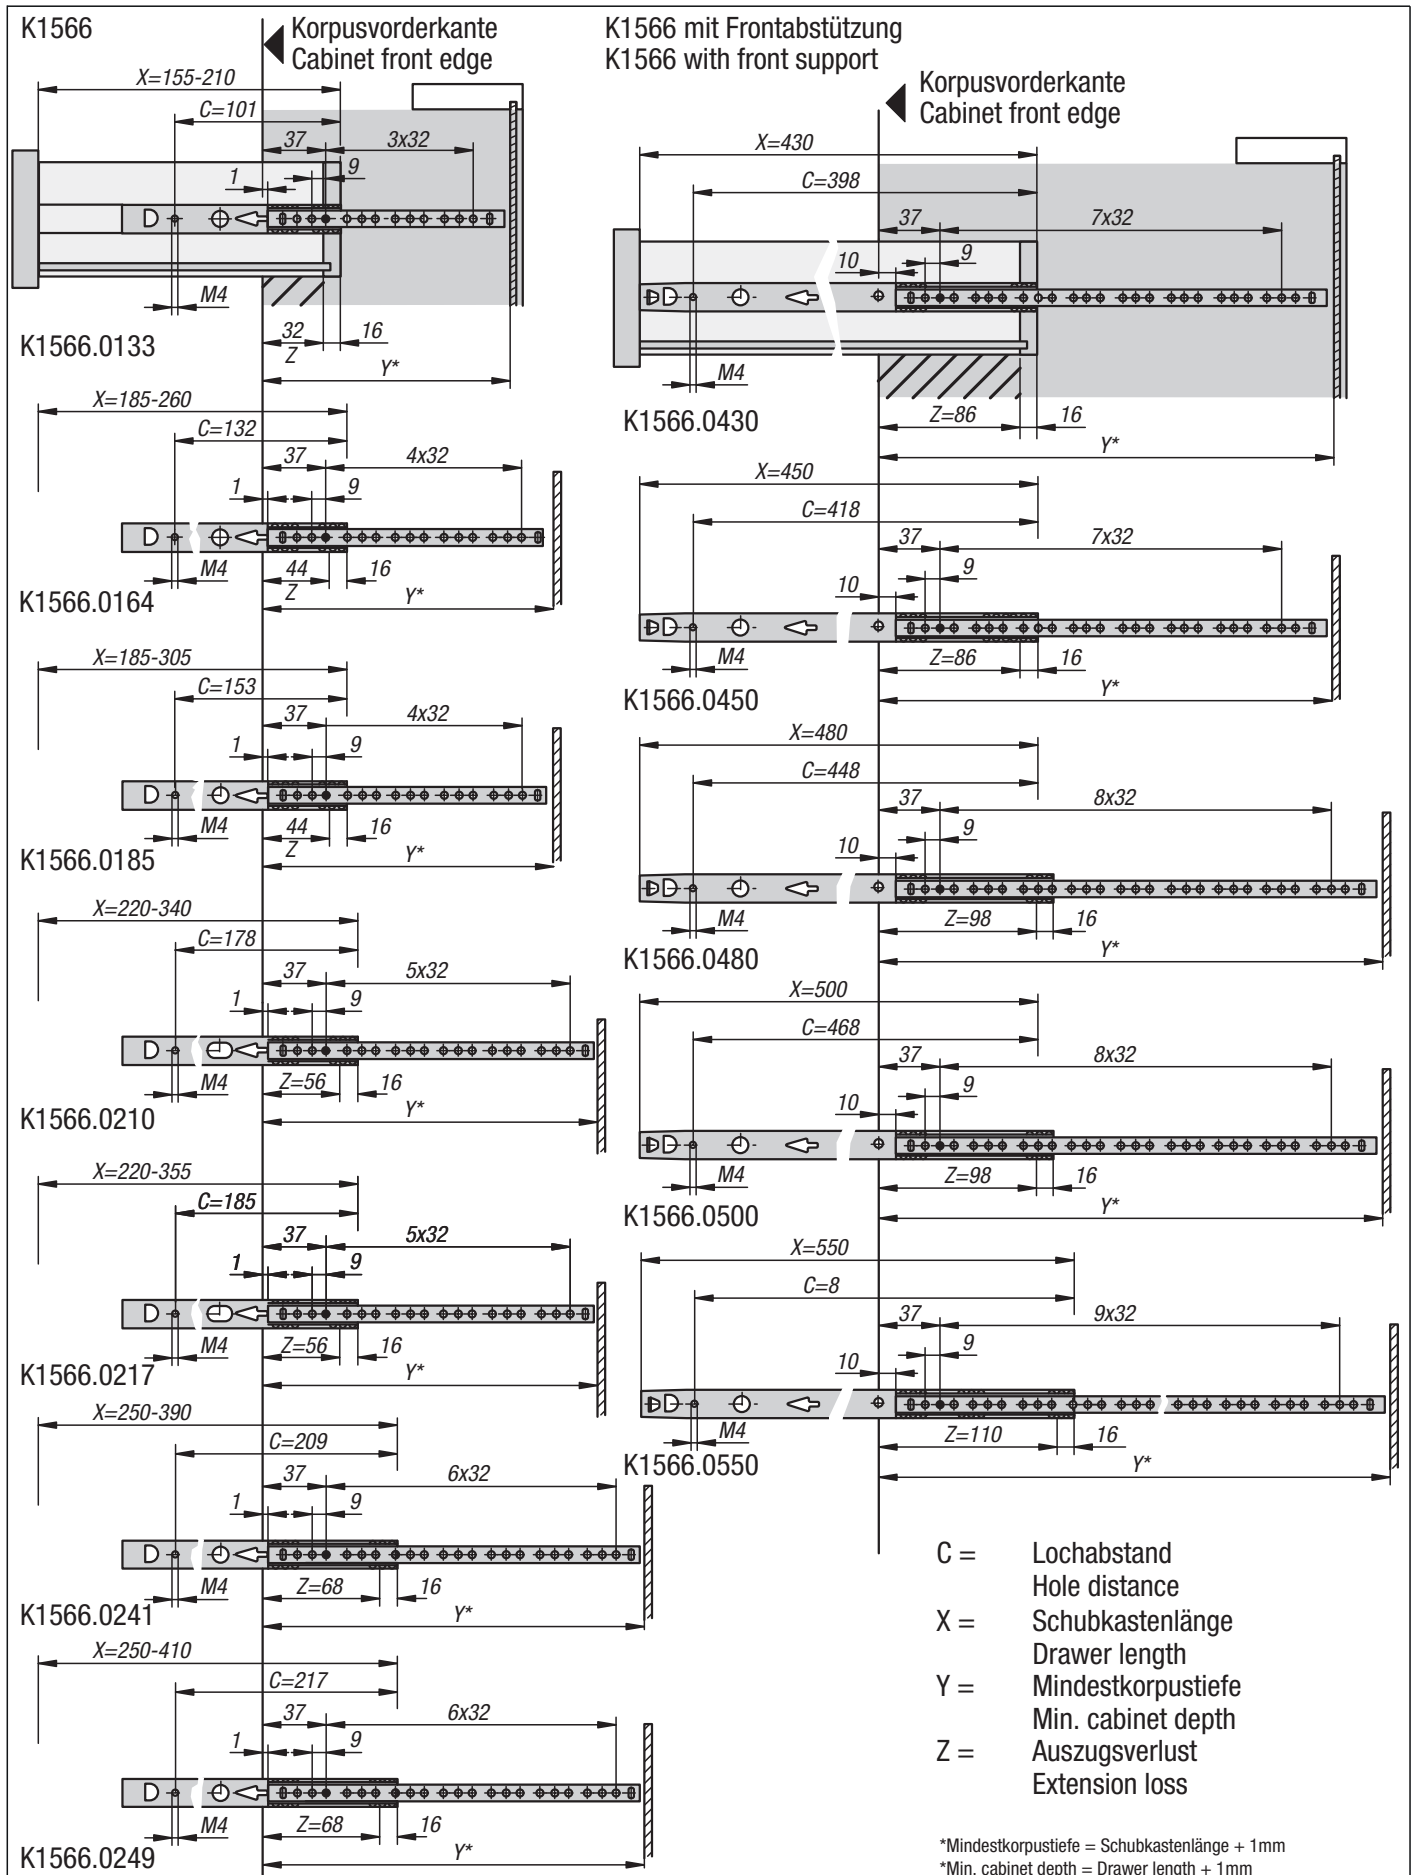 K1566
Korpusvorderkante
Cabinet front edge
X=155-210
C=101
37
3x32
1
9
M4
32
Z
16
Y*
K1566.0133
X=185-260
C=132
37
4x32
1
9
M4
44
Z
16
Y*
K1566.0164
X=185-305
C=153
37
4x32
1
9
M4
44
Z
16
Y*
K1566.0185
X=220-340
C=178
37
5x32
1
9
M4
Z=56
16
Y*
K1566.0210
X=220-355
C=185
37
5x32
1
9
M4
Z=56
16
Y*
K1566.0217
X=250-390
C=209
37
6x32
1
9
M4
Z=68
16
Y*
K1566.0241
X=250-410
C=217
37
6x32
1
9
M4
Z=68
16
Y*
K1566.0249
K1566 mit Frontabstützung
K1566 with front support
Korpusvorderkante
Cabinet front edge
X=430
C=398
37
7x32
10
9
M4
Z=86
16
Y*
K1566.0430
X=450
C=418
37
7x32
10
9
M4
Z=86
16
Y*
K1566.0450
X=480
C=448
37
8x32
10
9
M4
Z=98
16
Y*
K1566.0480
X=500
C=468
37
8x32
10
9
M4
Z=98
16
Y*
K1566.0500
X=550
C=8
37
9x32
10
9
M4
Z=110
16
Y*
K1566.0550
C = Lochabstand
Hole distance
X = Schubkastenlänge
Drawer length
Y = Mindestkorpustiefe
Min. cabinet depth
Z = Auszugsverlust
Extension loss
*Mindestkorpustiefe = Schubkastenlänge + 1mm
*Min. cabinet depth = Drawer length + 1mm